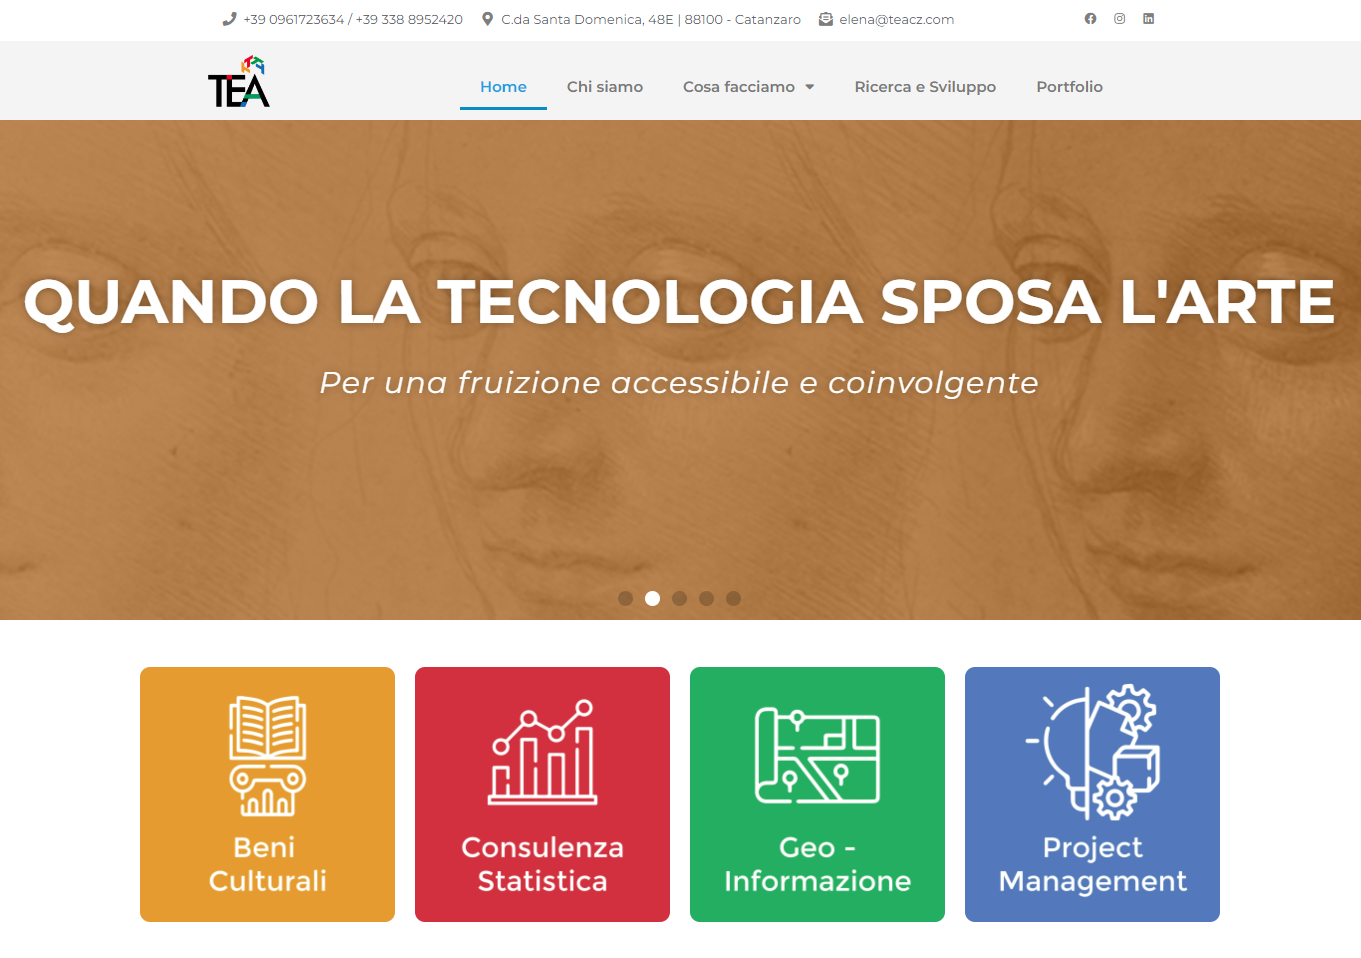 +39 0961723634 / +39 338 8952420
C.da Santa Domenica, 48E | 88100 - Catanzaro
elena@teacz.com
TEA
Home
Chi siamo
Cosa facciamo
Ricerca e Sviluppo
Portfolio
QUANDO LA TECNOLOGIA SPOSA L'ARTE
Per una fruizione accessibile e coinvolgente
Beni
Culturali
Consulenza
Statistica
Geo -
Informazione
Project
Management